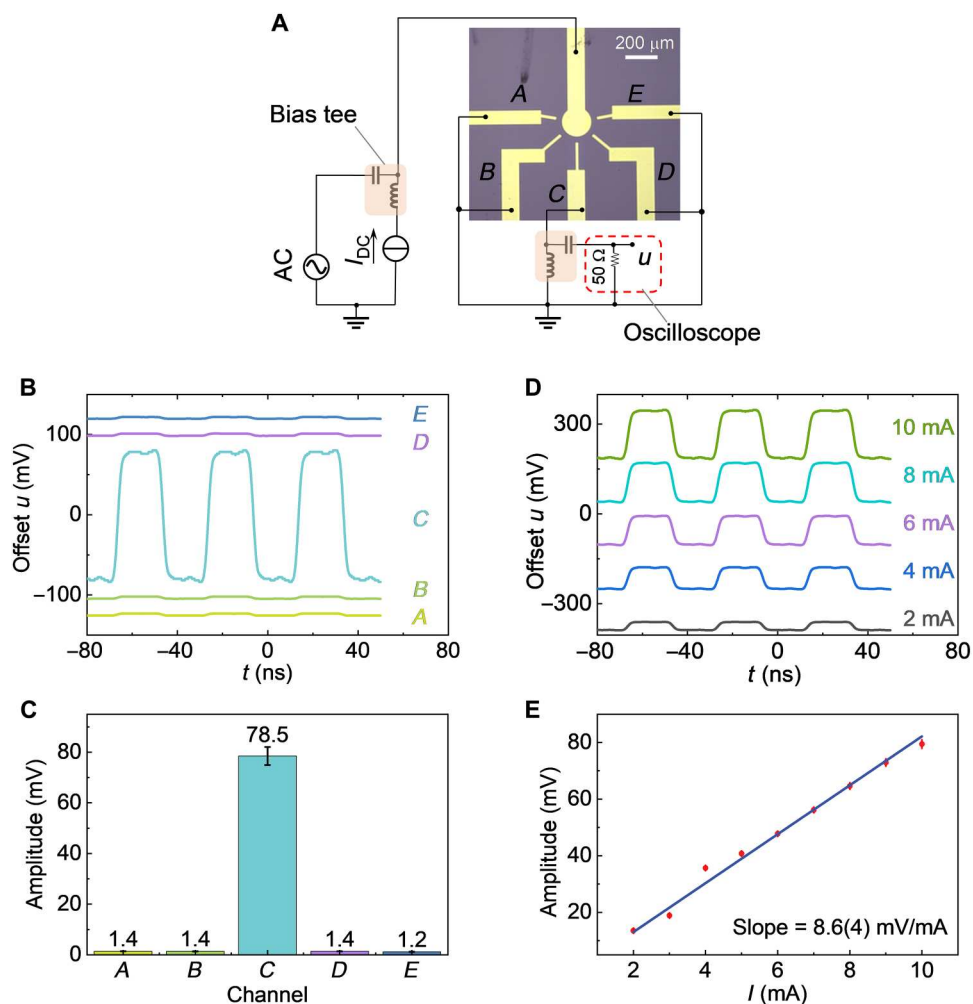 A
200 µm
A
E
Bias tee
B
D
C
AC
I_DC
50 Ω
u
Oscilloscope
B
Offset u (mV)
100
0
−100
E
D
C
B
A
−80
−40
0
40
80
t (ns)
D
Offset u (mV)
300
0
−300
10 mA
8 mA
6 mA
4 mA
2 mA
−80
−40
0
40
80
t (ns)
C
Amplitude (mV)
80
60
40
20
0
1.4
1.4
78.5
1.4
1.2
A
B
C
D
E
Channel
E
Amplitude (mV)
80
60
40
20
Slope = 8.6(4) mV/mA
2
4
6
8
10
I (mA)